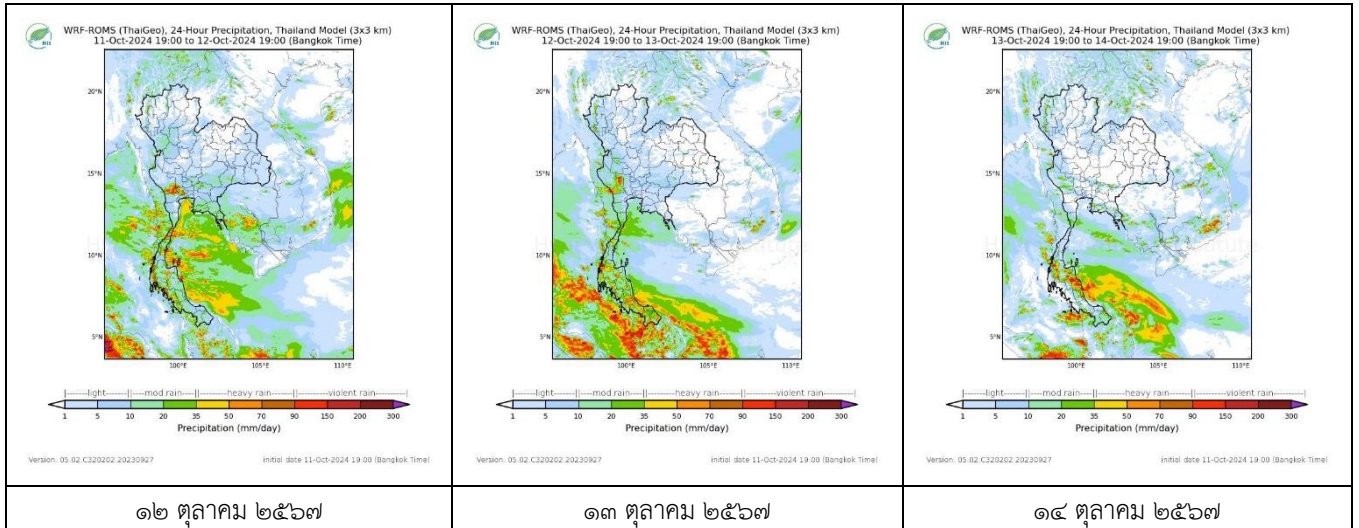 WRF-ROMS (ThaiGeo), 24-Hour Precipitation, Thailand Model (3x3 km)
11-Oct-2024 19:00 to 12-Oct-2024 19:00 (Bangkok Time)
20°N
15°N
10°N
5°N
100°E 105°E 110°E
light mod rain heavy rain violent rain
1 5 10 20 35 50 70 90 150 200 300
Precipitation (mm/day)
Version: 05.02.C320202.20230927 initial date 11-Oct-2024 19:00 (Bangkok Time)
๑๒ ตุลาคม ๒๕๖๗
WRF-ROMS (ThaiGeo), 24-Hour Precipitation, Thailand Model (3x3 km)
12-Oct-2024 19:00 to 13-Oct-2024 19:00 (Bangkok Time)
20°N
15°N
10°N
5°N
100°E 105°E 110°E
light mod rain heavy rain violent rain
1 5 10 20 35 50 70 90 150 200 300
Precipitation (mm/day)
Version: 05.02.C320202.20230927 initial date 11-Oct-2024 19:00 (Bangkok Time)
๑๓ ตุลาคม ๒๕๖๗
WRF-ROMS (ThaiGeo), 24-Hour Precipitation, Thailand Model (3x3 km)
13-Oct-2024 19:00 to 14-Oct-2024 19:00 (Bangkok Time)
20°N
15°N
10°N
5°N
100°E 105°E 110°E
light mod rain heavy rain violent rain
1 5 10 20 35 50 70 90 150 200 300
Precipitation (mm/day)
Version: 05.02.C320202.20230927 initial date 11-Oct-2024 19:00 (Bangkok Time)
๑๔ ตุลาคม ๒๕๖๗